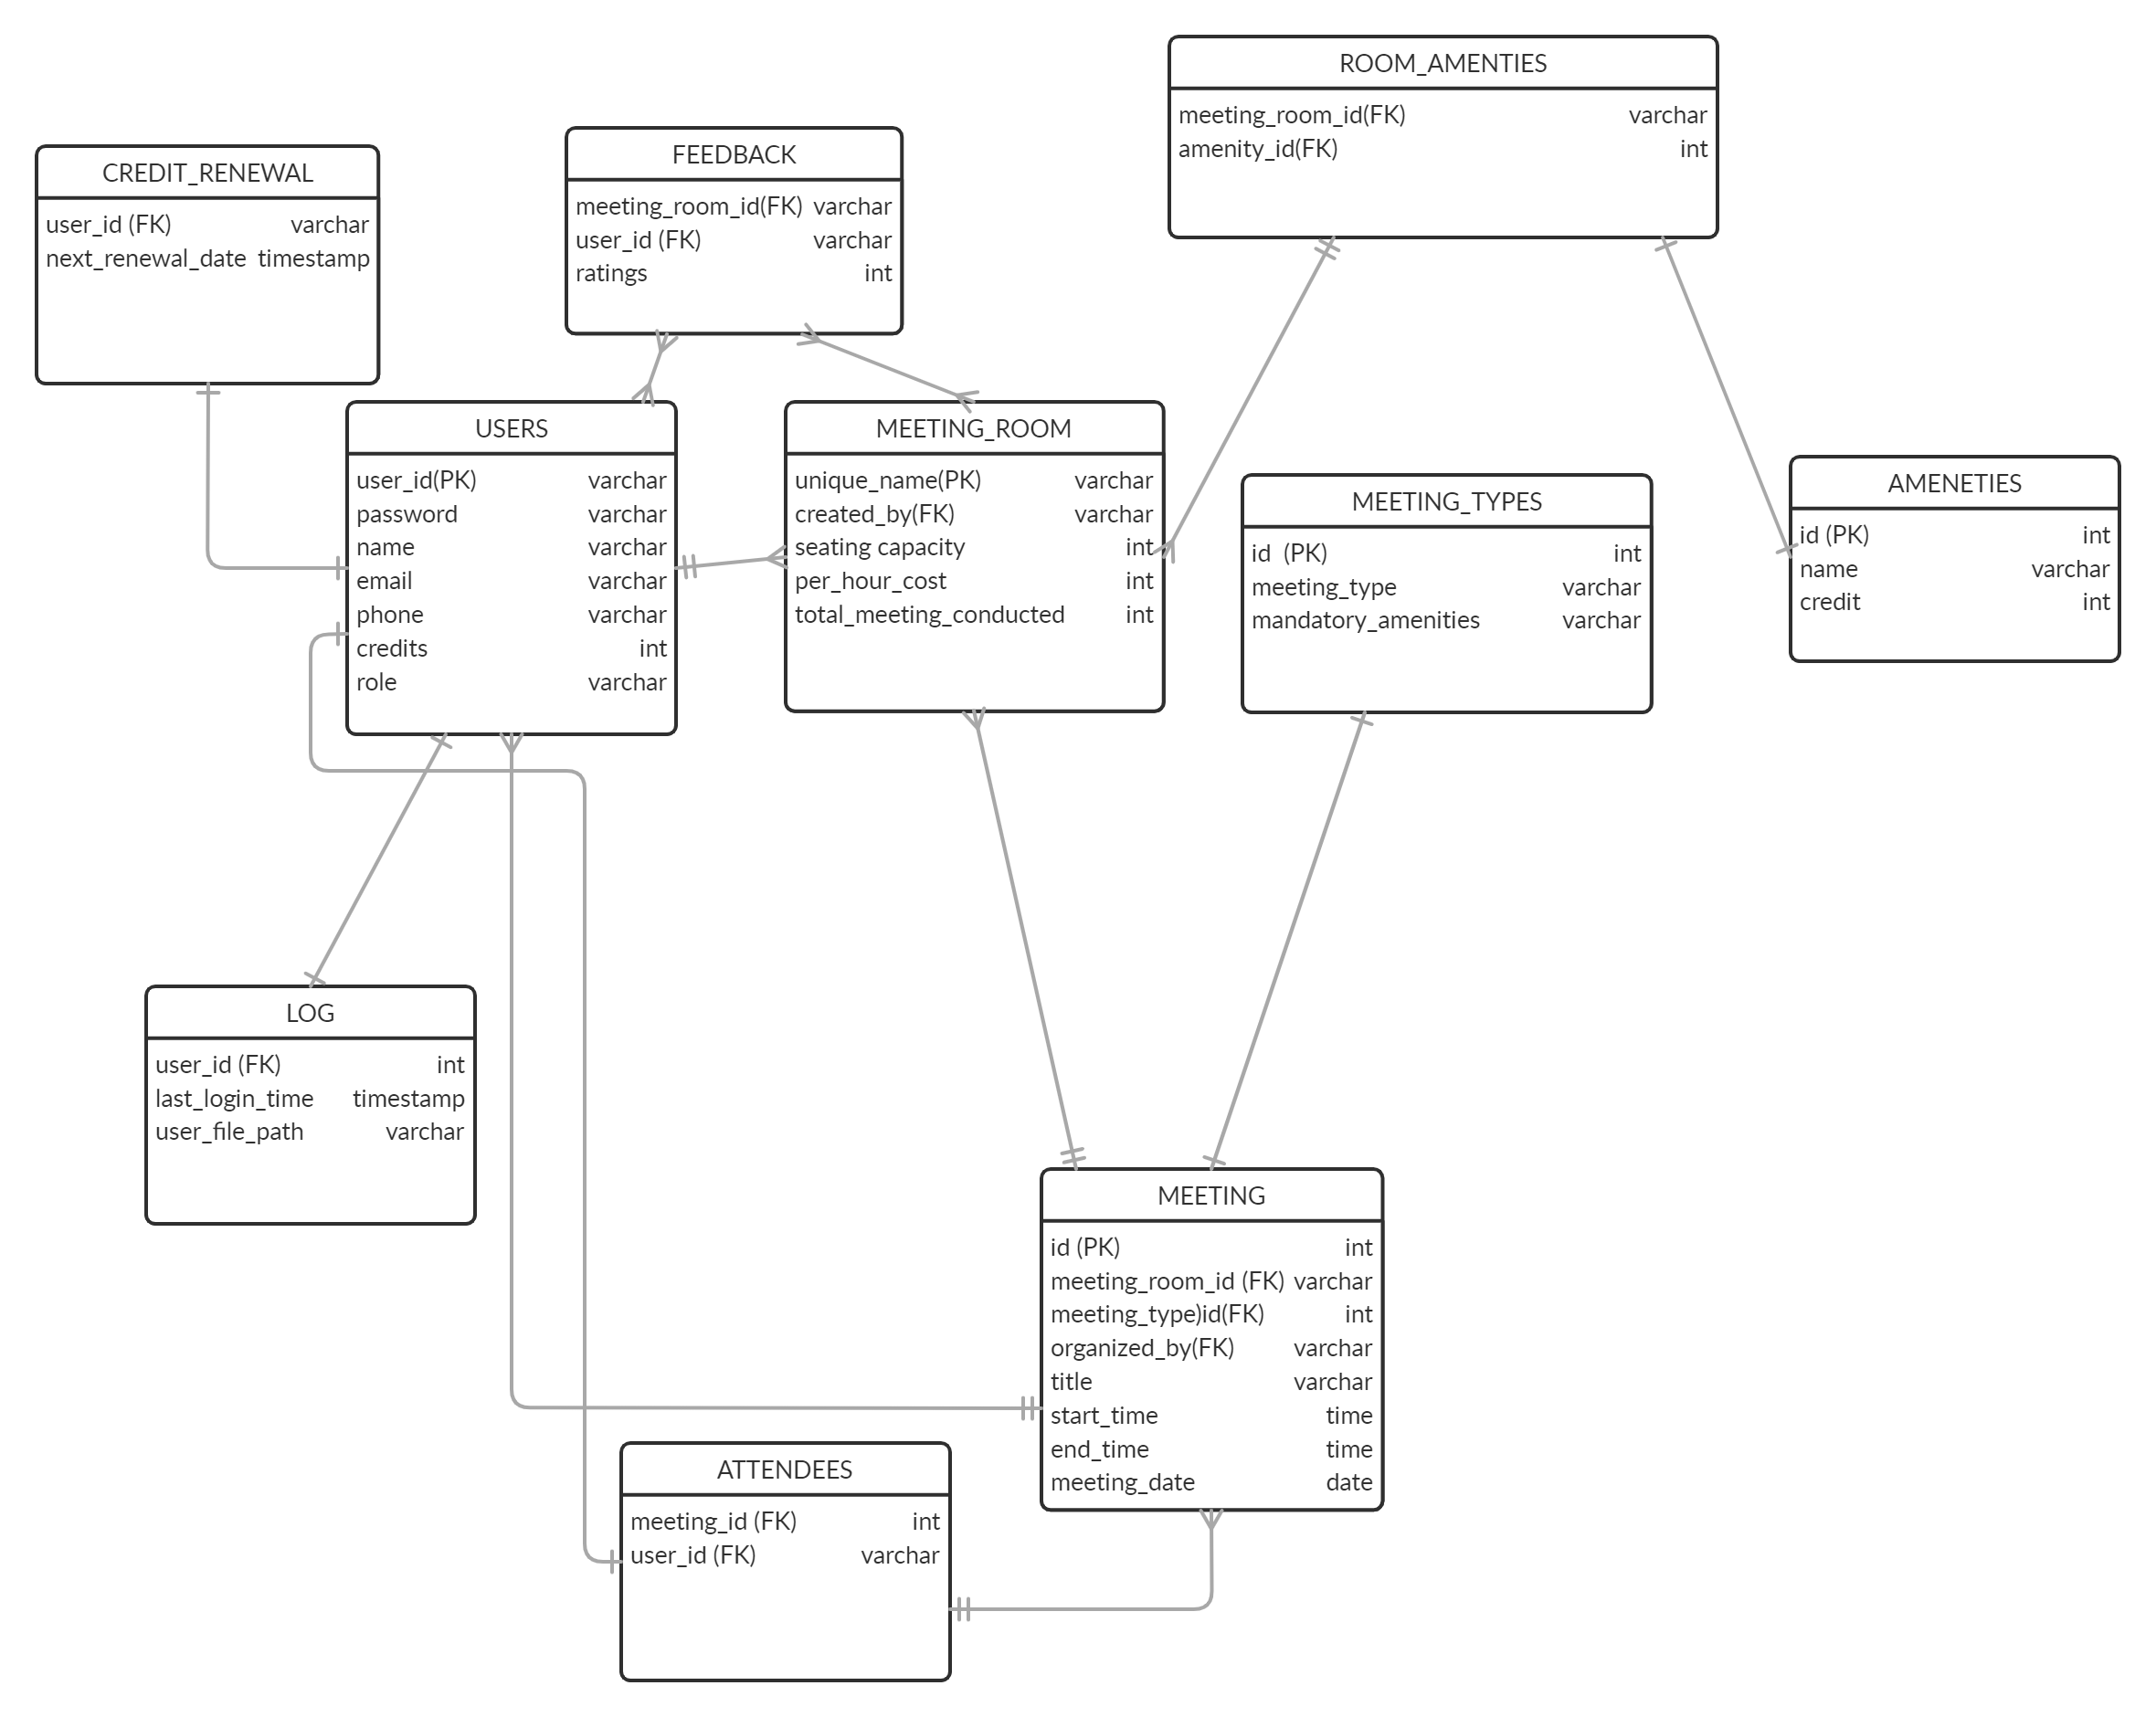 ROOM_AMENTIES
meeting_room_id(FK) varchar
amenity_id(FK) int
CREDIT_RENEWAL
user_id (FK) varchar
next_renewal_date timestamp
FEEDBACK
meeting_room_id(FK) varchar
user_id (FK) varchar
ratings int
USERS
user_id(PK) varchar
password varchar
name varchar
email varchar
phone varchar
credits int
role varchar
MEETING_ROOM
unique_name(PK) varchar
created_by(FK) varchar
seating capacity int
per_hour_cost int
total_meeting_conducted int
MEETING_TYPES
id (PK) int
meeting_type varchar
mandatory_amenities varchar
AMENETIES
id (PK) int
name varchar
credit int
LOG
user_id (FK) int
last_login_time timestamp
user_file_path varchar
MEETING
id (PK) int
meeting_room_id (FK) varchar
meeting_type)id(FK) int
organized_by(FK) varchar
title varchar
start_time time
end_time time
meeting_date date
ATTENDEES
meeting_id (FK) int
user_id (FK) varchar